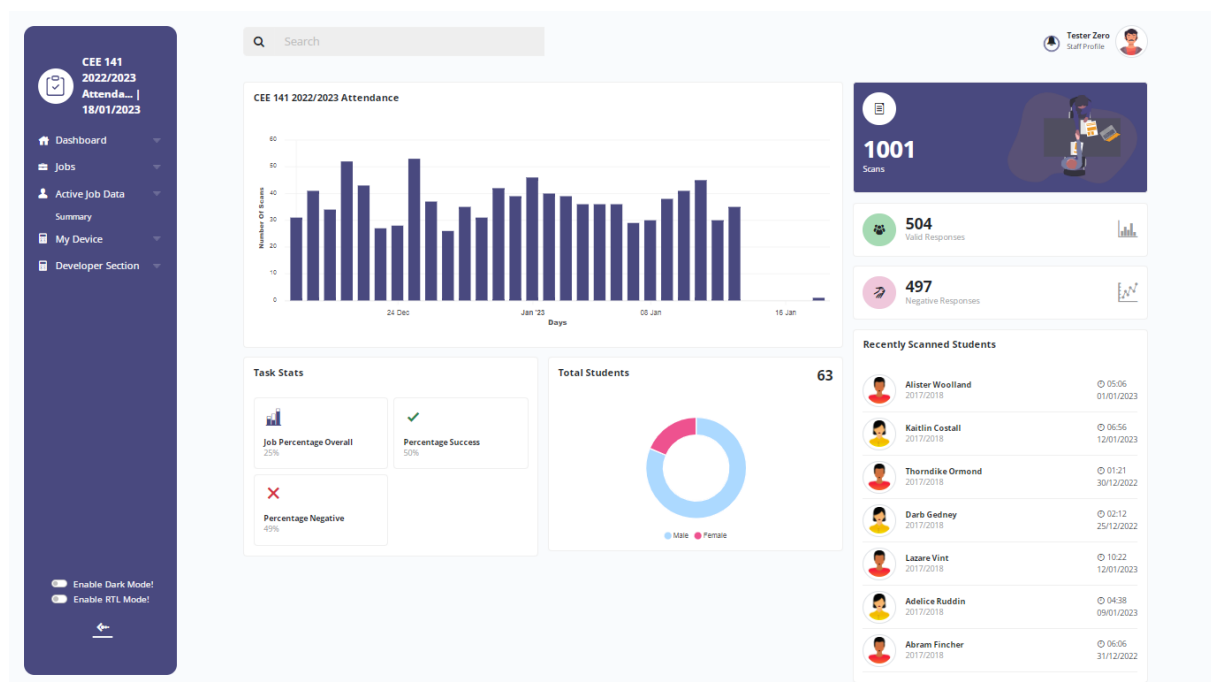 CEE 141
2022/2023
Attenda... |
18/01/2023
Dashboard
Jobs
Active Job Data
Summary
My Device
Developer Section
Enable Dark Mode!
Enable RTL Mode!
Search
Tester Zero
Staff Profile
CEE 141 2022/2023 Attendance
60
50
40
30
20
10
0
Number Of Scans
24 Dec
Jan '23
08 Jan
16 Jan
Days
1001
Scans
504
Valid Responses
497
Negative Responses
Task Stats
Job Percentage Overall
25%
Percentage Success
50%
Percentage Negative
49%
Total Students
63
Male
Female
Recently Scanned Students
Alister Woolland
2017/2018
05:06
01/01/2023
Kaitlin Costall
2017/2018
06:56
12/01/2023
Thorndike Ormond
2017/2018
01:21
30/12/2022
Darb Gedney
2017/2018
02:12
25/12/2022
Lazare Vint
2017/2018
10:22
12/01/2023
Adelice Ruddin
2017/2018
04:38
09/01/2023
Abram Fincher
2017/2018
06:06
31/12/2022